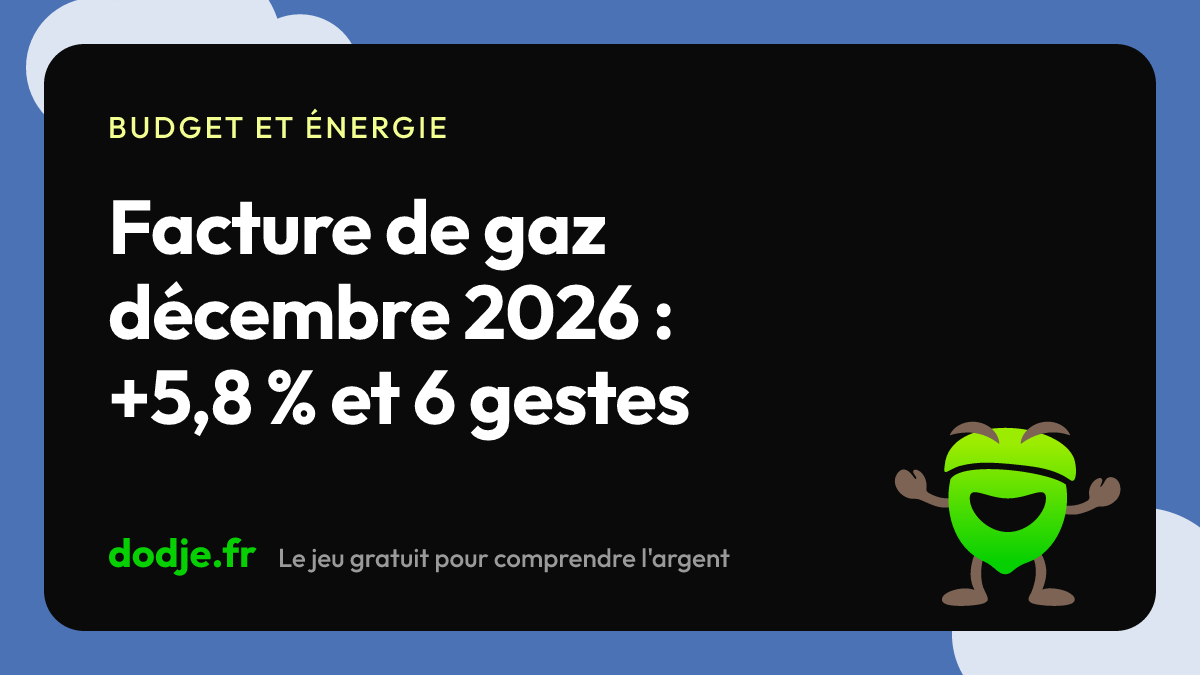 BUDGET ET ÉNERGIE
Facture de gaz
décembre 2026 :
+5,8 % et 6 gestes
dodje.fr Le jeu gratuit pour comprendre l'argent